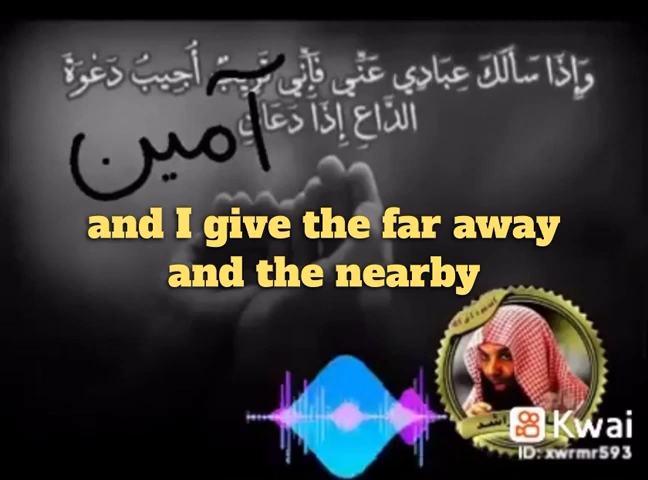 وَإِذَا سَأَلَكَ عِبَادِي عَنِّي فَإِنِّي قَرِيبٌ أُجِيبُ دَعْوَةَ
الدَّاعِ إِذَا دَعَانِ
آمين
and I give the far away
and the nearby
Kwai
ID: xwrmr593